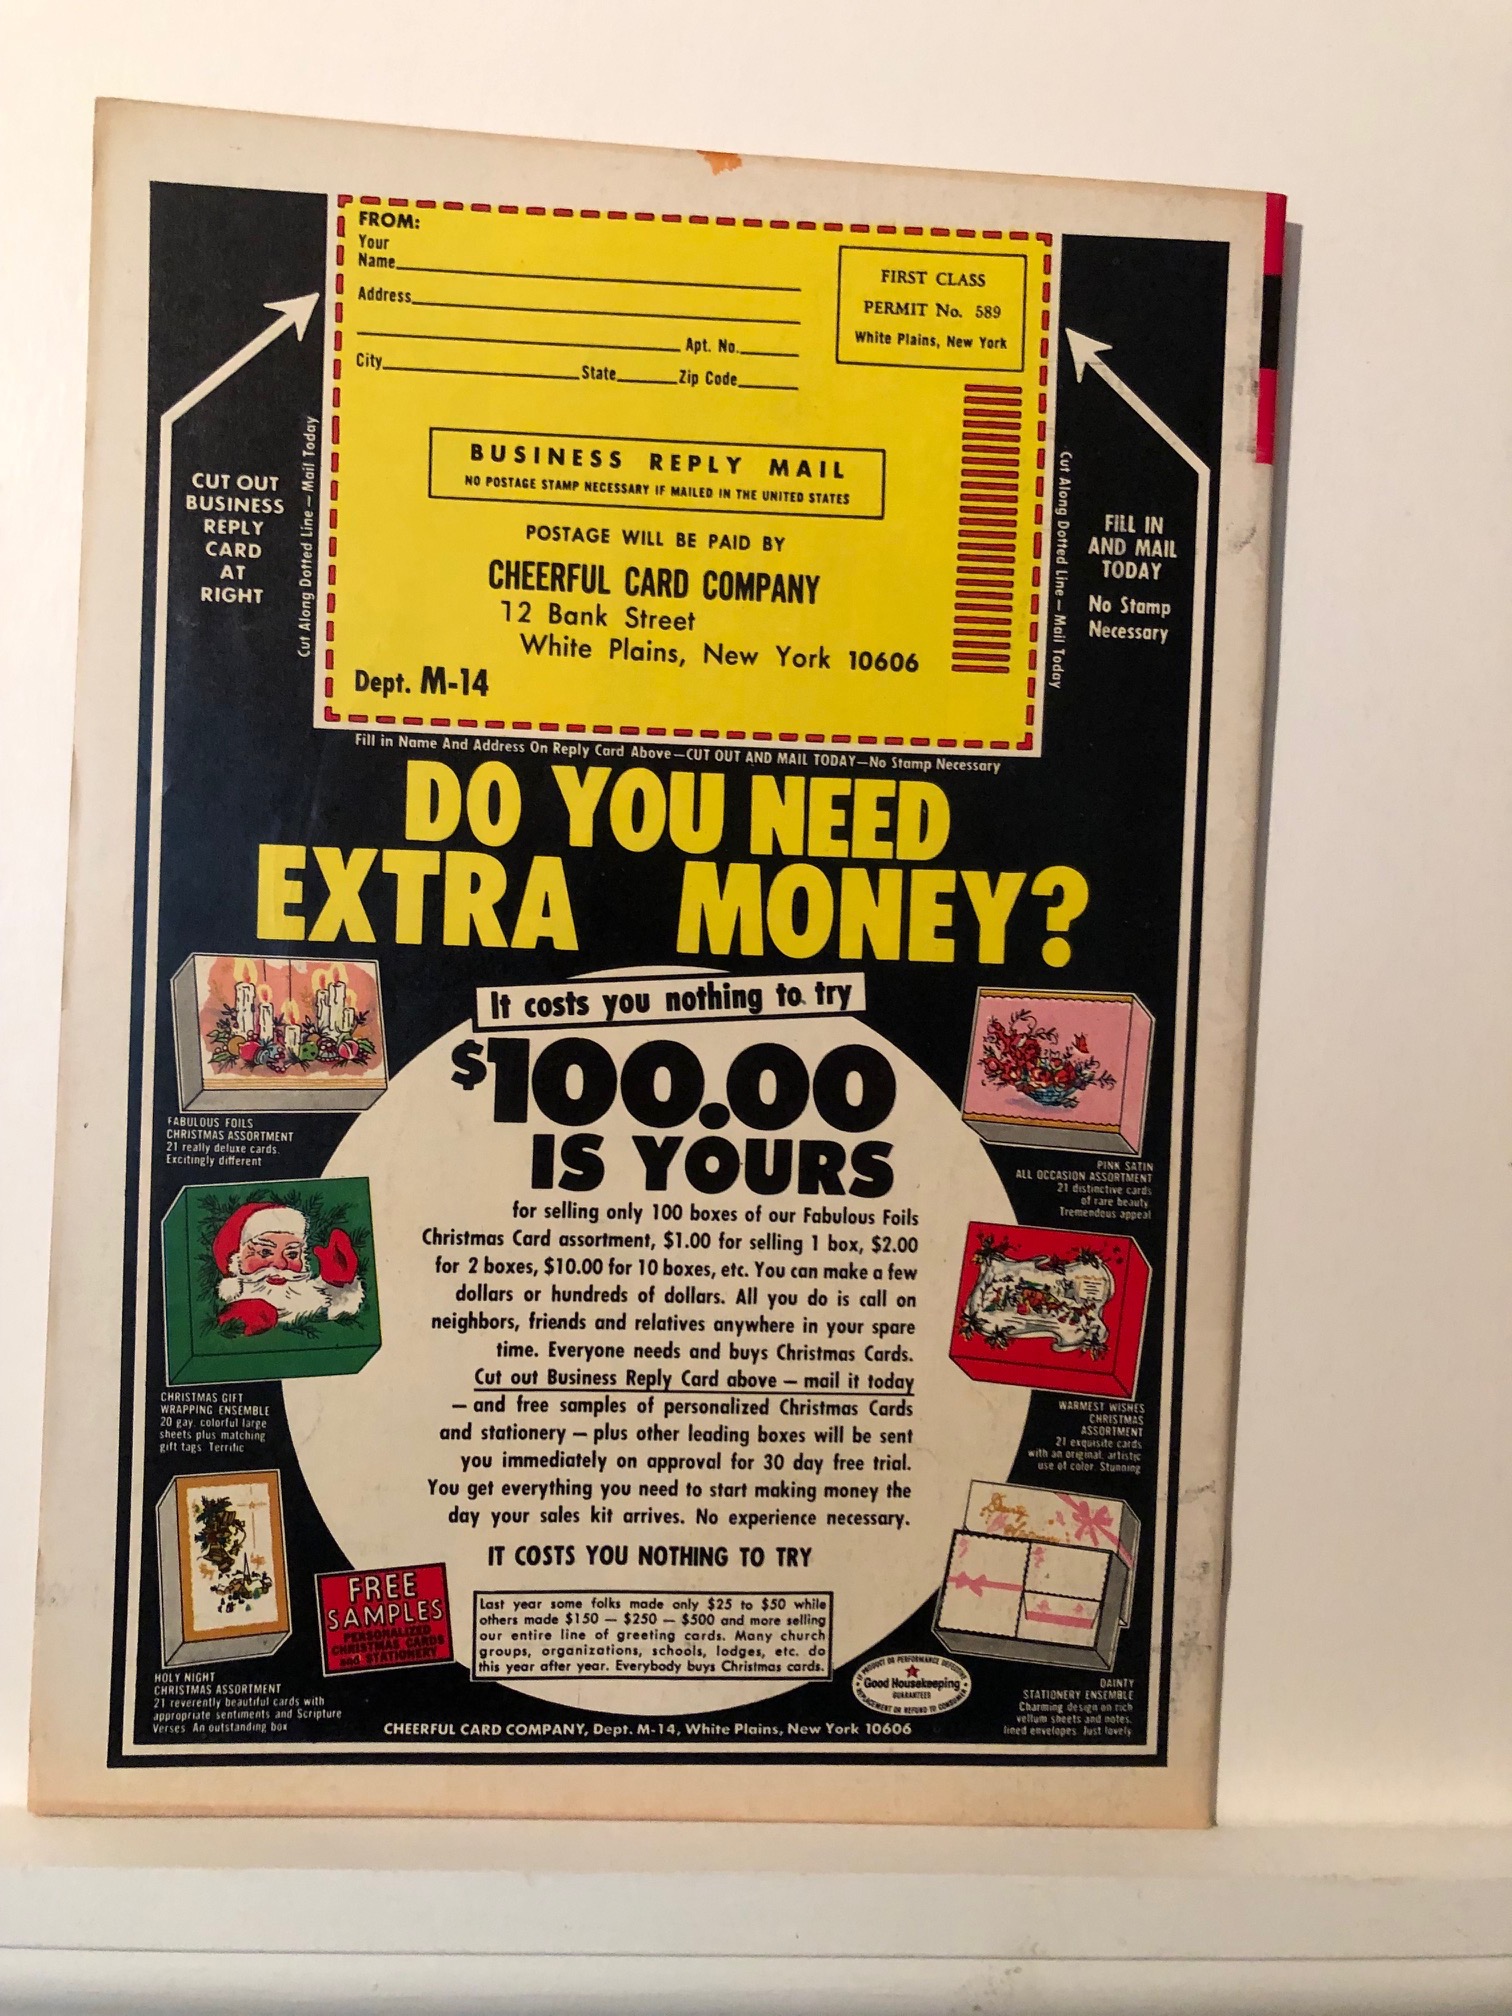 FROM:
Your
Name
Address
Apt. No.
City State Zip Code
FIRST CLASS
PERMIT No. 589
White Plains, New York
BUSINESS REPLY MAIL
NO POSTAGE STAMP NECESSARY IF MAILED IN THE UNITED STATES
POSTAGE WILL BE PAID BY
CHEERFUL CARD COMPANY
12 Bank Street
White Plains, New York 10606
Dept. M-14
CUT OUT
BUSINESS
REPLY
CARD
AT
RIGHT
Cut Along Dotted Line—Mail Today
Cut Along Dotted Line—Mail Today
FILL IN
AND MAIL
TODAY
No Stamp
Necessary
Fill in Name And Address On Reply Card Above—CUT OUT AND MAIL TODAY—No Stamp Necessary
DO YOU NEED
EXTRA MONEY?
It costs you nothing to try
$100.00
IS YOURS
for selling only 100 boxes of our Fabulous Foils
Christmas Card assortment, $1.00 for selling 1 box, $2.00
for 2 boxes, $10.00 for 10 boxes, etc. You can make a few
dollars or hundreds of dollars. All you do is call on
neighbors, friends and relatives anywhere in your spare
time. Everyone needs and buys Christmas Cards.
Cut out Business Reply Card above — mail it today
— and free samples of personalized Christmas Cards
and stationery — plus other leading boxes will be sent
you immediately on approval for 30 day free trial.
You get everything you need to start making money the
day your sales kit arrives. No experience necessary.
IT COSTS YOU NOTHING TO TRY
Last year some folks made only $25 to $50 while
others made $150 — $250 — $500 and more selling
our entire line of greeting cards. Many church
groups, organizations, schools, lodges, etc. do
this year after year. Everybody buys Christmas cards.
FABULOUS FOILS
CHRISTMAS ASSORTMENT
21 really deluxe cards.
Excitingly different
CHRISTMAS GIFT
WRAPPING ENSEMBLE
20 gay, colorful large
sheets plus matching
gift tags Terrific
HOLY NIGHT
CHRISTMAS ASSORTMENT
21 reverently beautiful cards with
appropriate sentiments and Scripture
Verses An outstanding box
FREE
SAMPLES
PERSONALIZED
CHRISTMAS CARDS
and STATIONERY
PINK SATIN
ALL OCCASION ASSORTMENT
21 distinctive cards
of rare beauty
Tremendous appeal
WARMEST WISHES
CHRISTMAS
ASSORTMENT
21 exquisite cards
with an original, artistic
use of color. Stunning
DAINTY
STATIONERY ENSEMBLE
Charming design on rich
vellum sheets and notes,
lined envelopes Just lovely
IF PRODUCT OR PERFORMANCE DEFECTIVE
Good Housekeeping
GUARANTEES
REPLACEMENT OR REFUND TO CONSUMER
CHEERFUL CARD COMPANY, Dept. M-14, White Plains, New York 10606